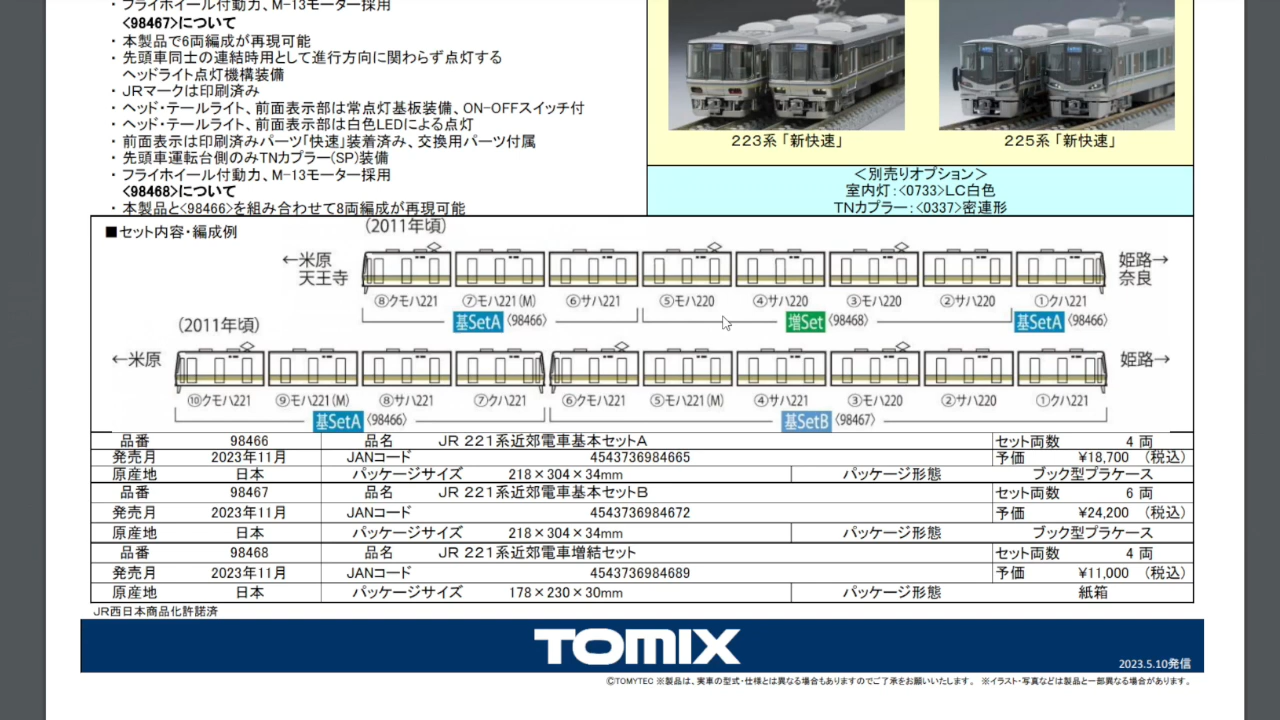 ・ フライホイール付動力、M-13モーター採用
<98467>について
・ 本製品で6両編成が再現可能
・ 先頭車同士の連結時用として進行方向に関わらず点灯する
ヘッドライト点灯機構装備
・ JRマークは印刷済み
・ ヘッド・テールライト、前面表示部は常点灯基板装備、ON-OFFスイッチ付
・ ヘッド・テールライト、前面表示部は白色LEDによる点灯
・ 前面表示は印刷済みパーツ「快速」装着済み、交換用パーツ付属
・ 先頭車運転台側のみTNカプラー(SP)装備
・ フライホイール付動力、M-13モーター採用
<98468>について
・ 本製品と<98466>を組み合わせて8両編成が再現可能
223系「新快速」 225系「新快速」
＜別売りオプション＞
室内灯：<0733>LC白色
TNカプラー：<0337>密連形
■セット内容・編成例
(2011年頃)
←米原 姫路→
天王寺 奈良
⑧クモハ221 ⑦モハ221(M) ⑥サハ221 ⑤モハ220 ④サハ220 ③モハ220 ②サハ220 ①クハ221
基SetA 〈98466〉 増Set 〈98468〉 基SetA 〈98466〉
(2011年頃)
←米原 姫路→
⑩クモハ221 ⑨モハ221(M) ⑧サハ221 ⑦クハ221 ⑥クモハ221 ⑤モハ221(M) ④サハ221 ③モハ220 ②サハ220 ①クハ221
基SetA 〈98466〉 基SetB 〈98467〉
品番 98466 品名 JR 221系近郊電車基本セットA セット両数 4 両
発売月 2023年11月 JANコード 4543736984665 予価 ¥18,700 （税込）
原産地 日本 パッケージサイズ 218×304×34mm パッケージ形態 ブック型プラケース
品番 98467 品名 JR 221系近郊電車基本セットB セット両数 6 両
発売月 2023年11月 JANコード 4543736984672 予価 ¥24,200 （税込）
原産地 日本 パッケージサイズ 218×304×34mm パッケージ形態 ブック型プラケース
品番 98468 品名 JR 221系近郊電車増結セット セット両数 4 両
発売月 2023年11月 JANコード 4543736984689 予価 ¥11,000 （税込）
原産地 日本 パッケージサイズ 178×230×30mm パッケージ形態 紙箱
JR西日本商品化許諾済
TOMIX
2023.5.10発信
©TOMYTEC ※製品は、実車の型式・仕様とは異なる場合もありますのでご了承をお願いいたします。 ※イラスト・写真などは製品と一部異なる場合があります。